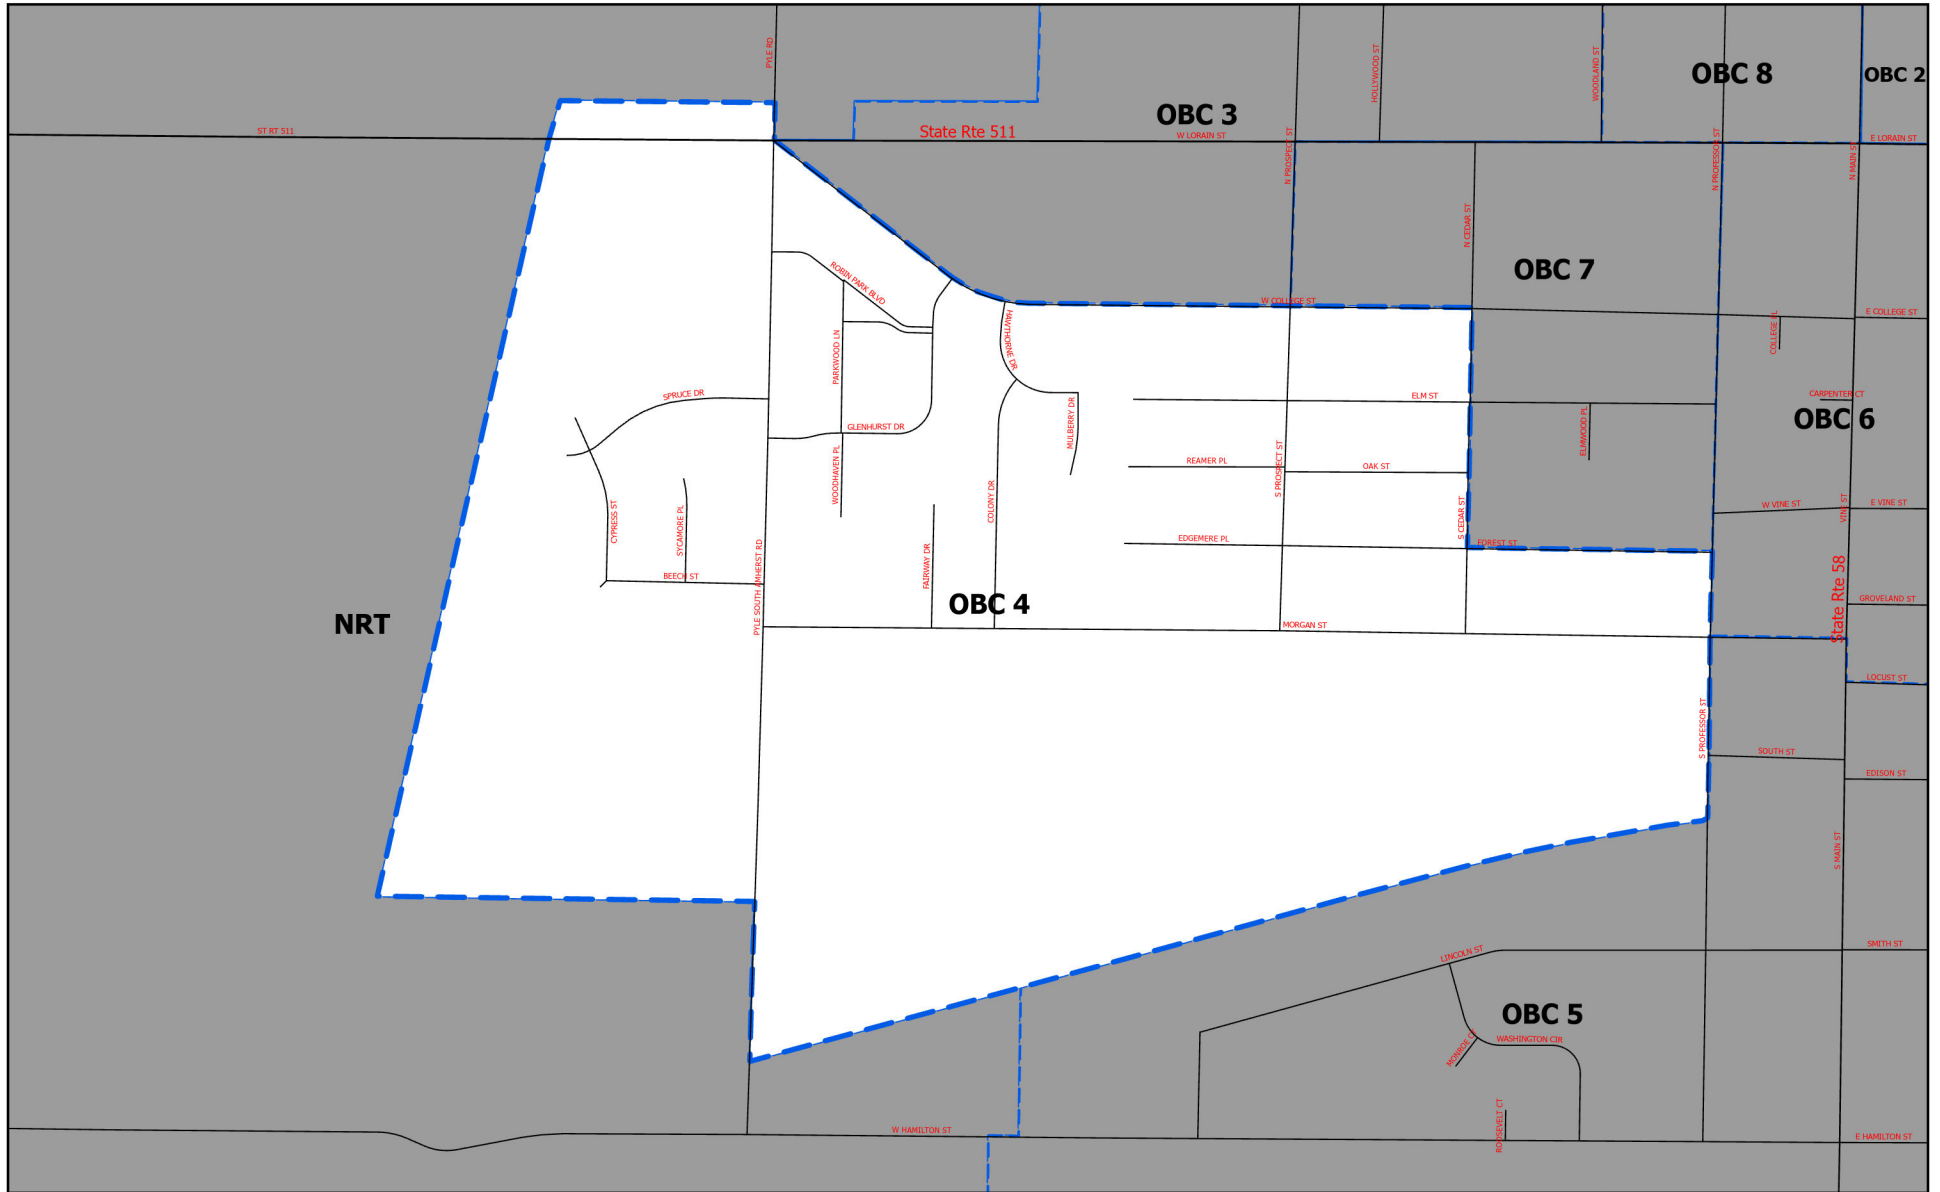 PYLE RD
HOLLYWOOD ST
WOODLAND ST
OBC 8
OBC 2
OBC 3
ST RT 511
State Rte 511
W LORAIN ST
E LORAIN ST
N PROSPECT ST
N PROFESSOR ST
N MAIN ST
N CEDAR ST
OBC 7
ROBIN PARK BLVD
W COLLEGE ST
E COLLEGE ST
COLLEGE PL
HAWTHORNE DR
PARKWOOD LN
SPRUCE DR
ELM ST
CARPENTER CT
OBC 6
MULBERRY DR
ELMWOOD PL
GLENHURST DR
WOODHAVEN PL
REAMER PL
OAK ST
S PROSPECT ST
COLONY DR
CYPRESS ST
SYCAMORE PL
S CEDAR ST
W VINE ST
VINE ST
E VINE ST
EDGEMERE PL
FOREST ST
FAIRWAY DR
BEECH ST
PYLE SOUTH AMHERST RD
OBC 4
State Rte 58
GROVELAND ST
NRT
MORGAN ST
LOCUST ST
S PROFESSOR ST
SOUTH ST
EDISON ST
S MAIN ST
LINCOLN ST
SMITH ST
OBC 5
MONROE CT
WASHINGTON CIR
ROOSEVELT CT
W HAMILTON ST
E HAMILTON ST